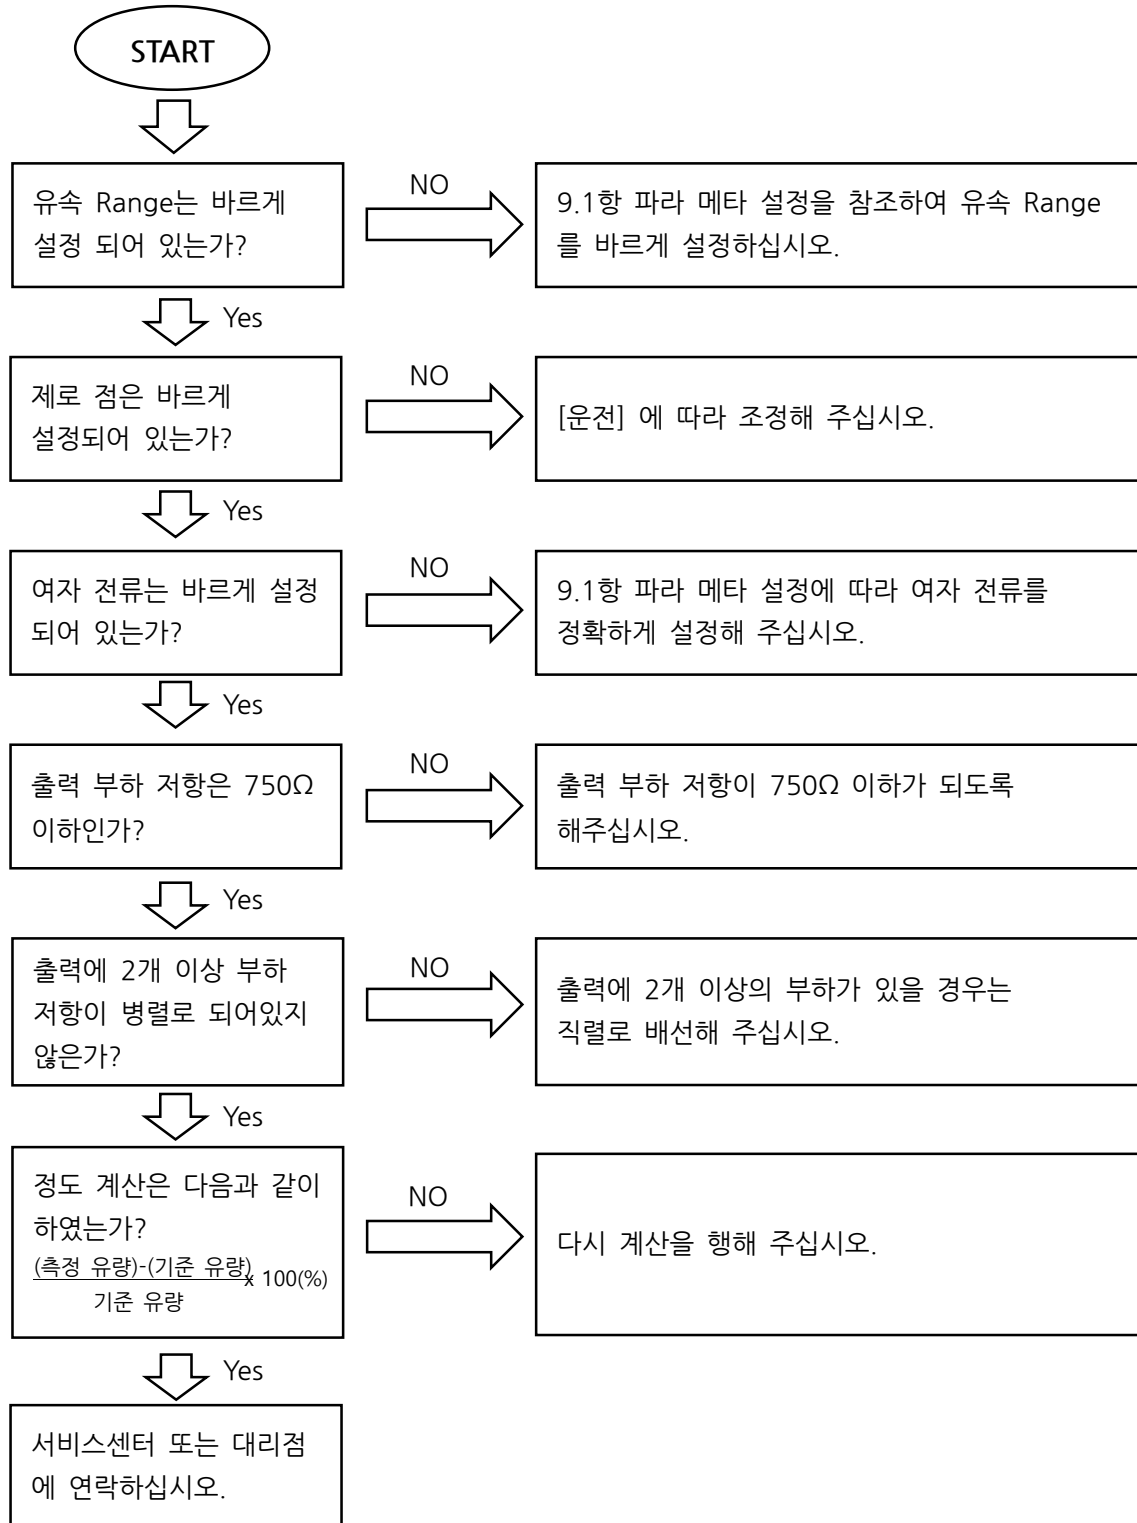 START
유속 Range는 바르게
설정 되어 있는가?
NO
9.1항 파라 메타 설정을 참조하여 유속 Range
를 바르게 설정하십시오.
Yes
제로 점은 바르게
설정되어 있는가?
NO
[운전] 에 따라 조정해 주십시오.
Yes
여자 전류는 바르게 설정
되어 있는가?
NO
9.1항 파라 메타 설정에 따라 여자 전류를
정확하게 설정해 주십시오.
Yes
출력 부하 저항은 750Ω
이하인가?
NO
출력 부하 저항이 750Ω 이하가 되도록
해주십시오.
Yes
출력에 2개 이상 부하
저항이 병렬로 되어있지
않은가?
NO
출력에 2개 이상의 부하가 있을 경우는
직렬로 배선해 주십시오.
Yes
정도 계산은 다음과 같이
하였는가?
(측정 유량)-(기준 유량) x 100(%)
기준 유량
NO
다시 계산을 행해 주십시오.
Yes
서비스센터 또는 대리점
에 연락하십시오.